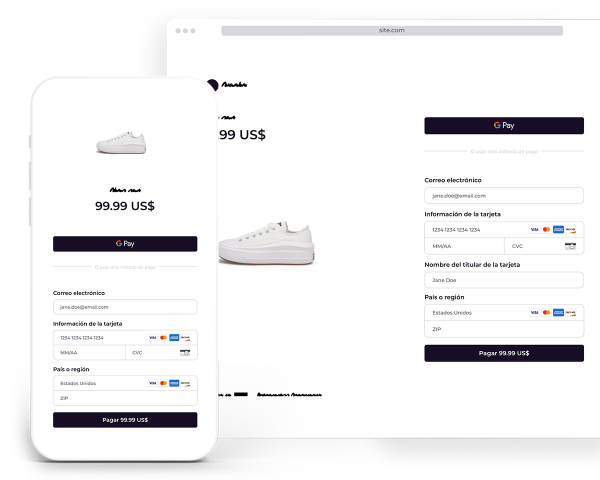 site.com
99.99 US$
G Pay
O usar otro método de pago
Correo electrónico
jane.doe@email.com
Información de la tarjeta
1234 1234 1234 1234 VISA
MM/AA CVC
País o región
Estados Unidos VISA
ZIP
Pagar 99.99 US$
.99 US$
G Pay
O usar otro método de pago
Correo electrónico
jane.doe@email.com
Información de la tarjeta
1234 1234 1234 1234 VISA
MM/AA CVC
Nombre del titular de la tarjeta
Jane Doe
País o región
Estados Unidos VISA
ZIP
Pagar 99.99 US$